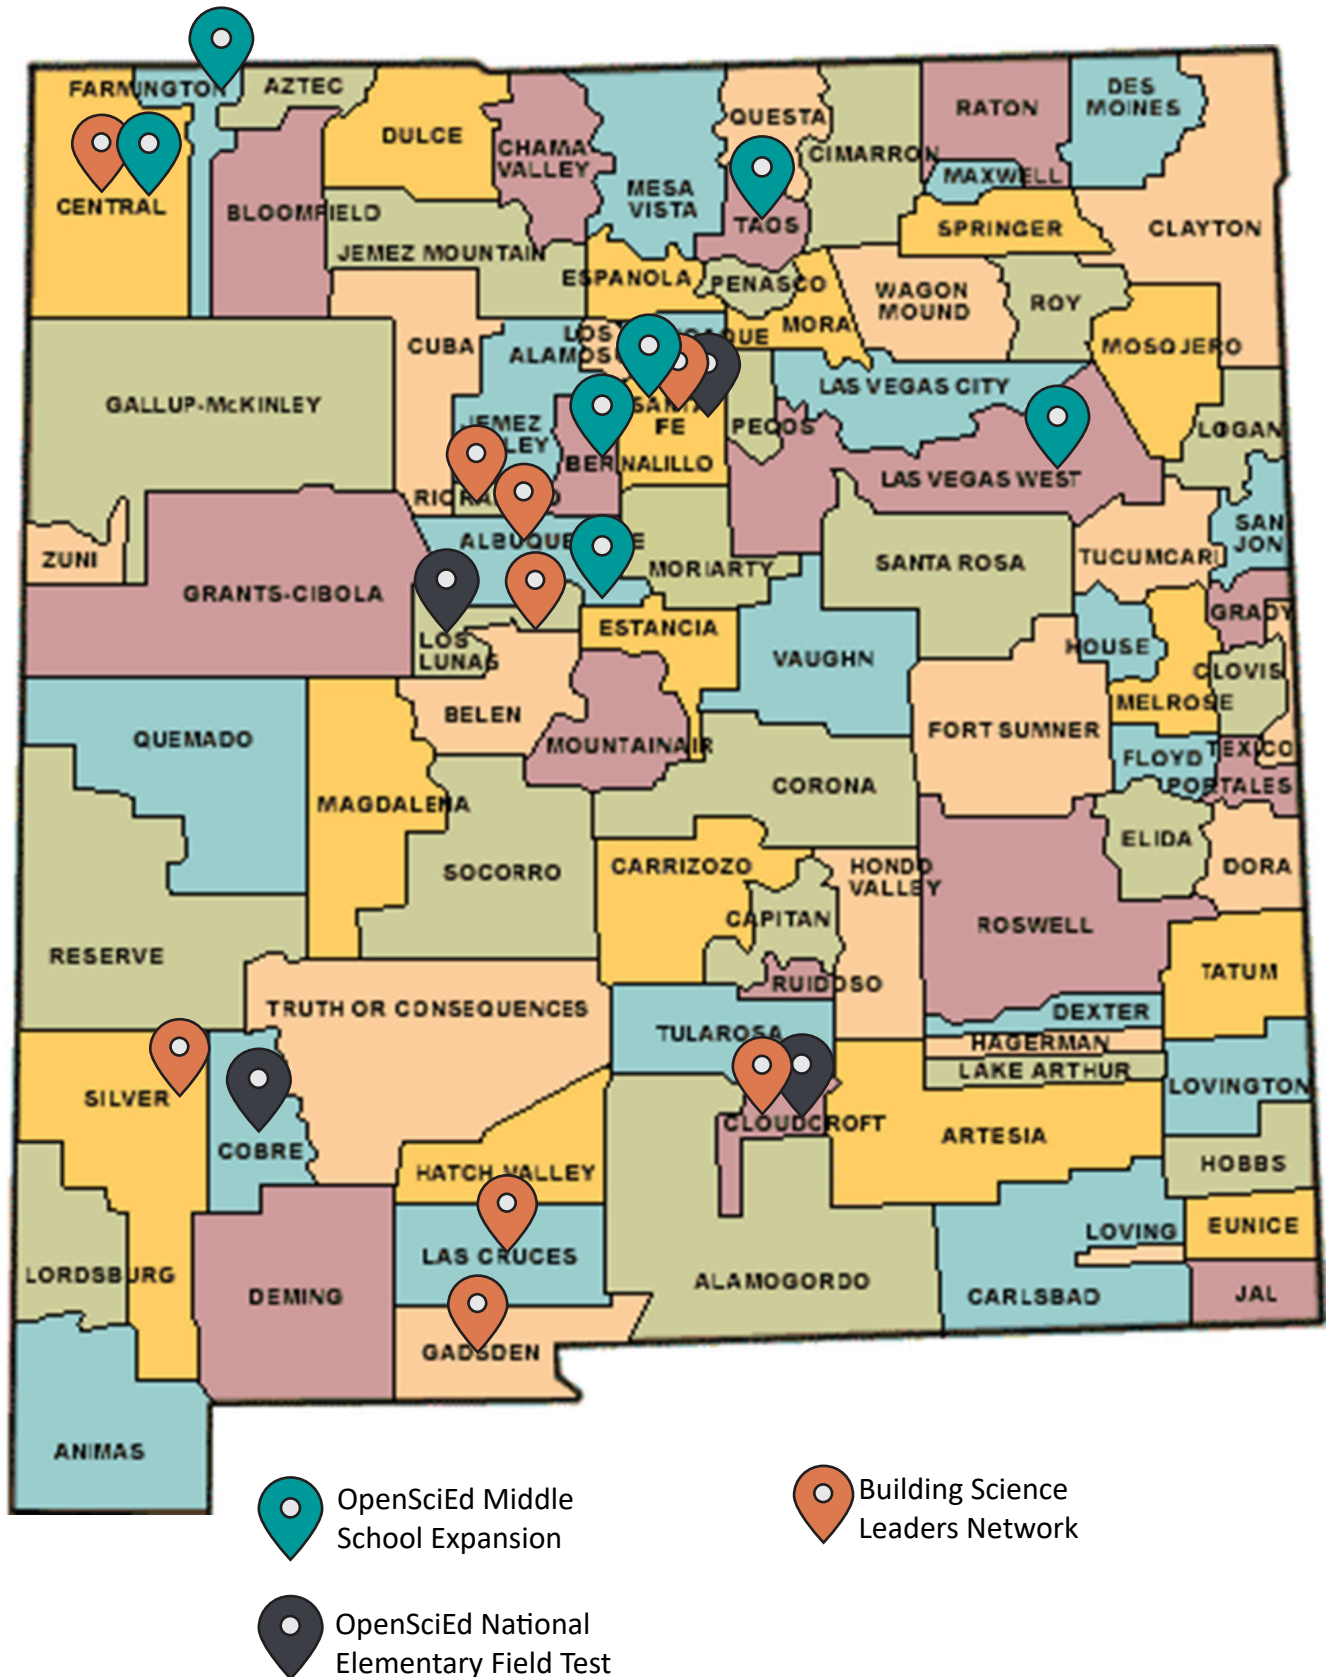 FARMINGTON
AZTEC
DULCE
CHAMA
VALLEY
MESA
VISTA
QUESTA
CIMARRON
RATON
DES
MOINES
MAXWELL
CENTRAL
BLOOMFIELD
JEMEZ MOUNTAIN
TAOS
SPRINGER
CLAYTON
ESPANOLA
PENASCO
WAGON
MOUND
ROY
MORA
MOSQJERO
CUBA
LOS
ALAMOS
GALLUP-McKINLEY
LAS VEGAS CITY
SANTA
FE
PECOS
LOGAN
JEMEZ
BERNALILLO
LAS VEGAS WEST
SAN
JON
ZUNI
MORIARTY
SANTA ROSA
TUCUMCARI
GRANTS-CIBOLA
GRADY
LOS
LUNAS
ESTANCIA
VAUGHN
HOUSE
CLOVIS
BELEN
MELROSE
QUEMADO
MOUNTAINAIR
FORT SUMNER
FLOYD
TEXICO
PORTALES
MAGDALENA
CORONA
ELIDA
SOCORRO
CARRIZOZO
HONDO
VALLEY
DORA
CAPITAN
ROSWELL
RESERVE
TATUM
RUIDOSO
TRUTH OR CONSEQUENCES
DEXTER
TULAROSA
HAGERMAN
LAKE ARTHUR
LOVINGTON
SILVER
CLOUDCROFT
ARTESIA
COBRE
HATCH VALLEY
HOBBS
LOVING
EUNICE
LAS CRUCES
LORDSBURG
DEMING
ALAMOGORDO
CARLSBAD
JAL
GADSDEN
ANIMAS
OpenSciEd Middle
School Expansion
Building Science
Leaders Network
OpenSciEd National
Elementary Field Test